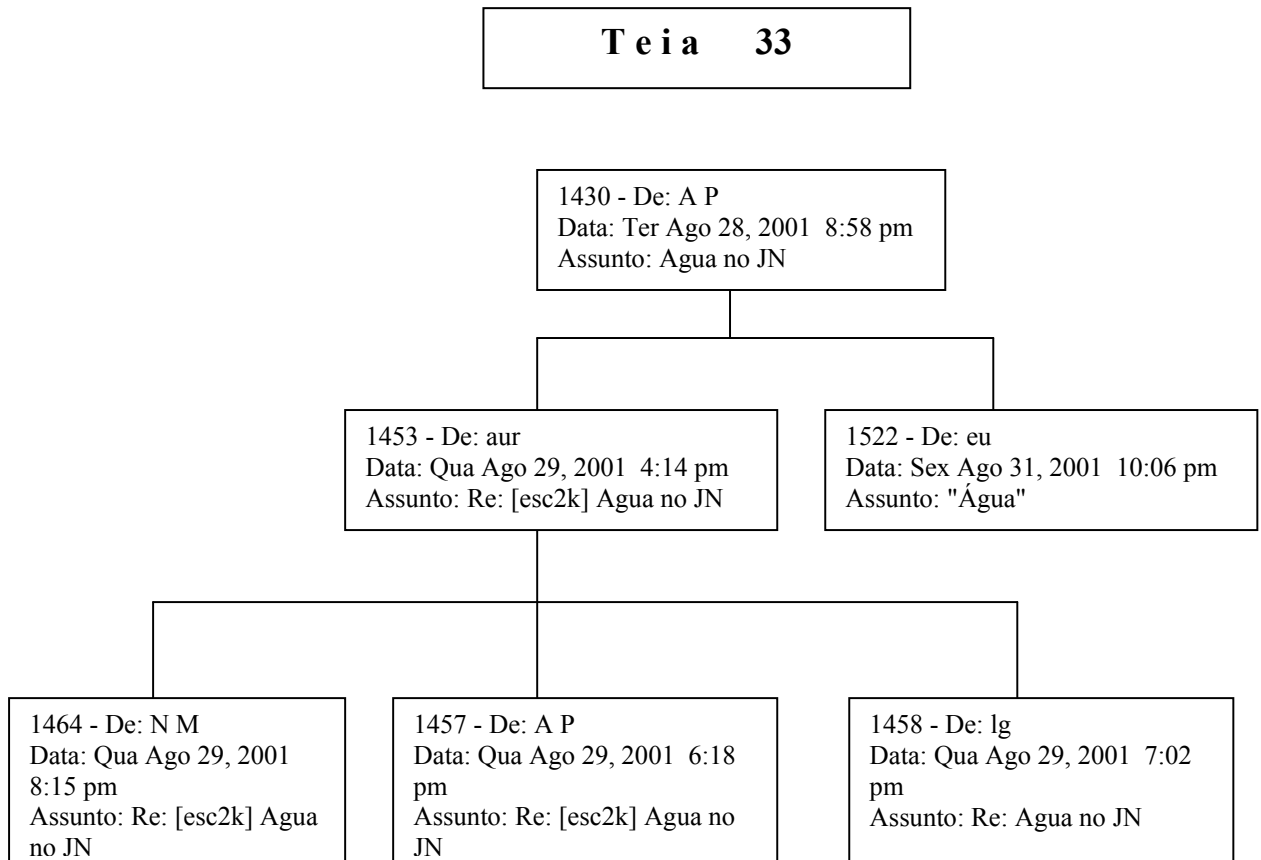 T e i a 33
1430 - De: A P
Data: Ter Ago 28, 2001 8:58 pm
Assunto: Agua no JN
1453 - De: aur
Data: Qua Ago 29, 2001 4:14 pm
Assunto: Re: [esc2k] Agua no JN
1522 - De: eu
Data: Sex Ago 31, 2001 10:06 pm
Assunto: "Água"
1464 - De: N M
Data: Qua Ago 29, 2001
8:15 pm
Assunto: Re: [esc2k] Agua
no JN
1457 - De: A P
Data: Qua Ago 29, 2001 6:18
pm
Assunto: Re: [esc2k] Agua no
JN
1458 - De: lg
Data: Qua Ago 29, 2001 7:02
pm
Assunto: Re: Agua no JN